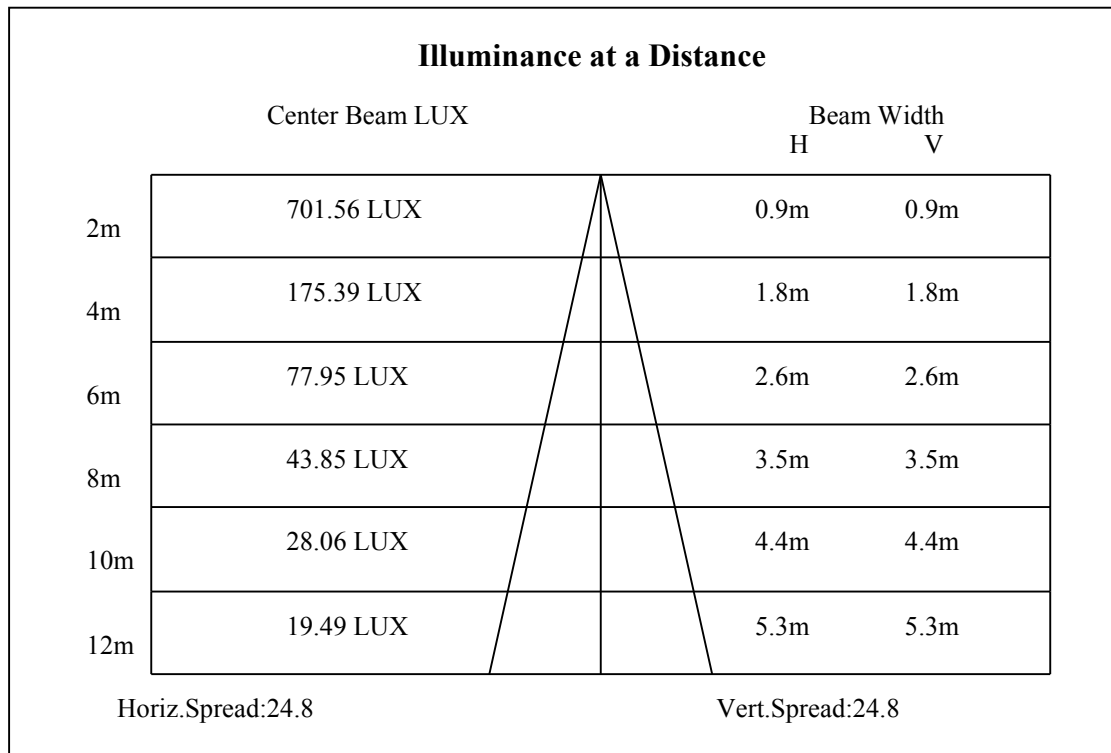 Illuminance at a Distance
Center Beam LUX Beam Width
H V
701.56 LUX 0.9m 0.9m
2m
175.39 LUX 1.8m 1.8m
4m
77.95 LUX 2.6m 2.6m
6m
43.85 LUX 3.5m 3.5m
8m
28.06 LUX 4.4m 4.4m
10m
19.49 LUX 5.3m 5.3m
12m
Horiz.Spread:24.8 Vert.Spread:24.8